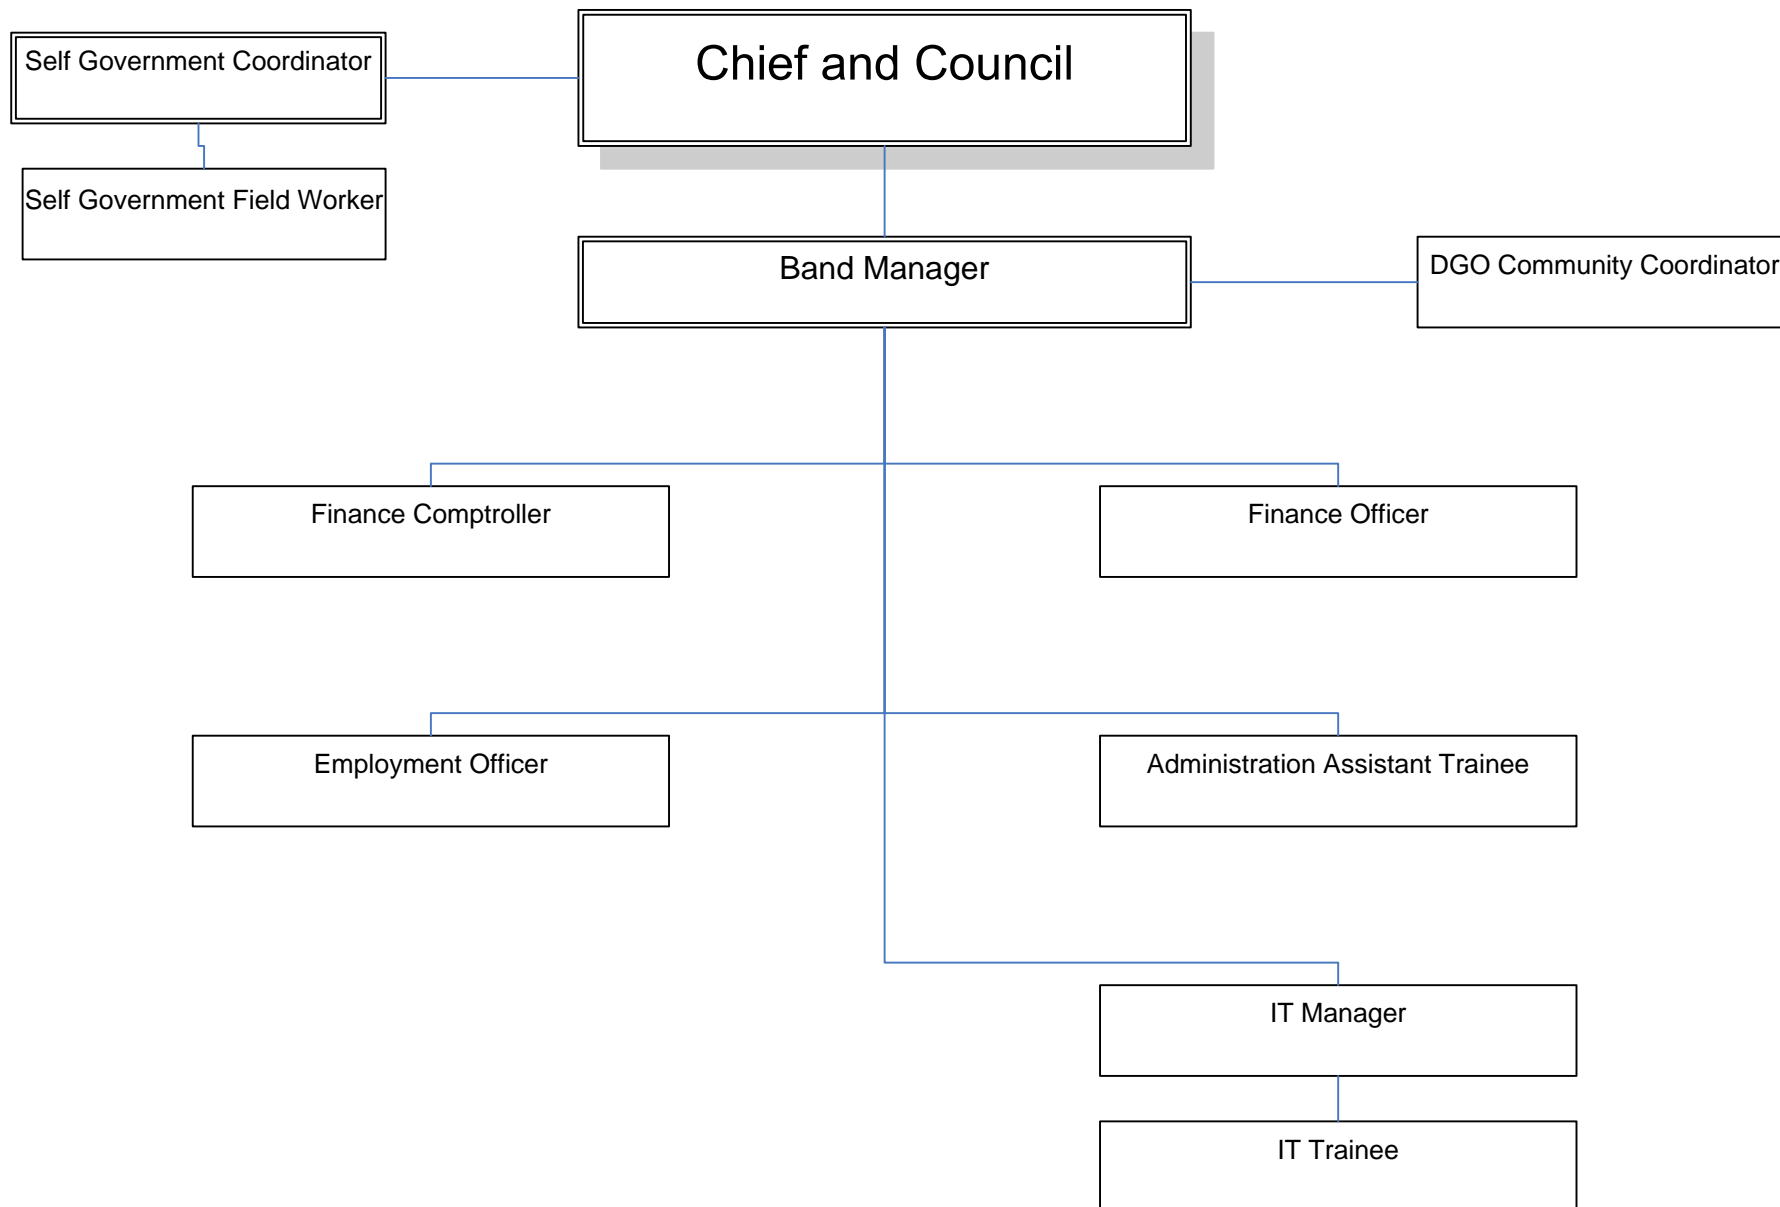 Self Government Coordinator
Chief and Council
Self Government Field Worker
Band Manager
DGO Community Coordinator
Finance Comptroller
Finance Officer
Employment Officer
Administration Assistant Trainee
IT Manager
IT Trainee